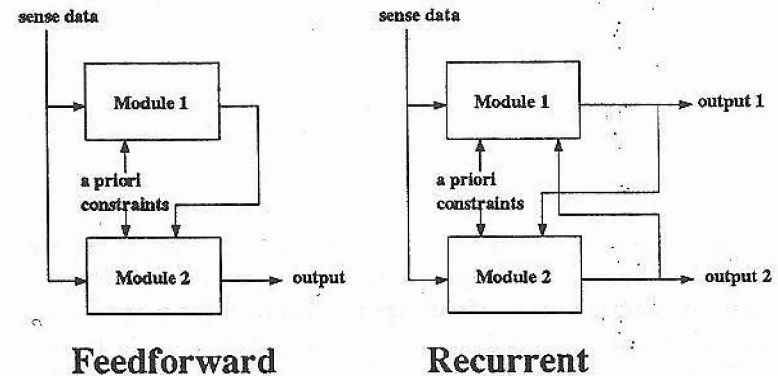 sense data
Module 1
a priori
constraints
Module 2
output
Feedforward
sense data
Module 1
output 1
a priori
constraints
Module 2
output 2
Recurrent